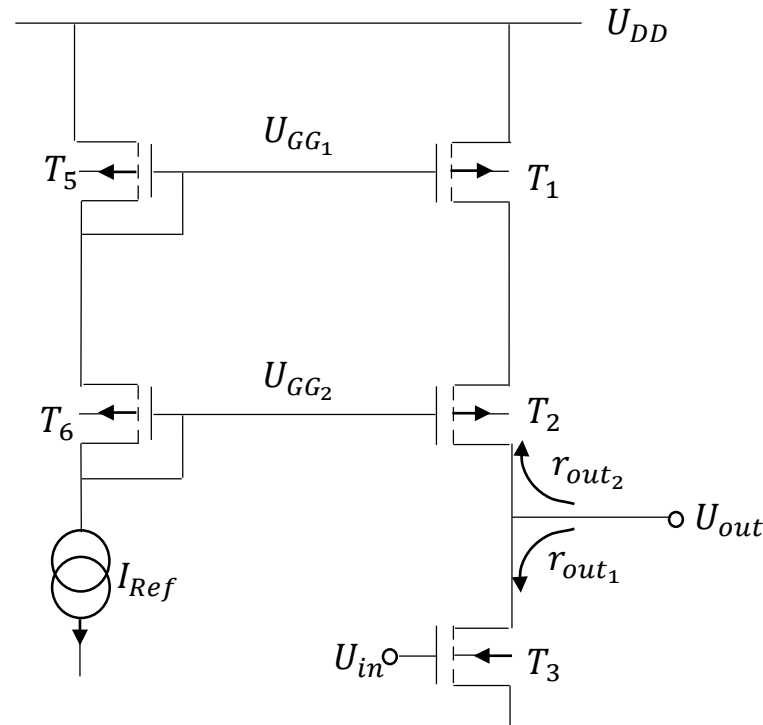 U_DD
U_GG_1
T_5
T_1
U_GG_2
T_6
T_2
r_out_2
U_out
I_Ref
r_out_1
U_in
T_3